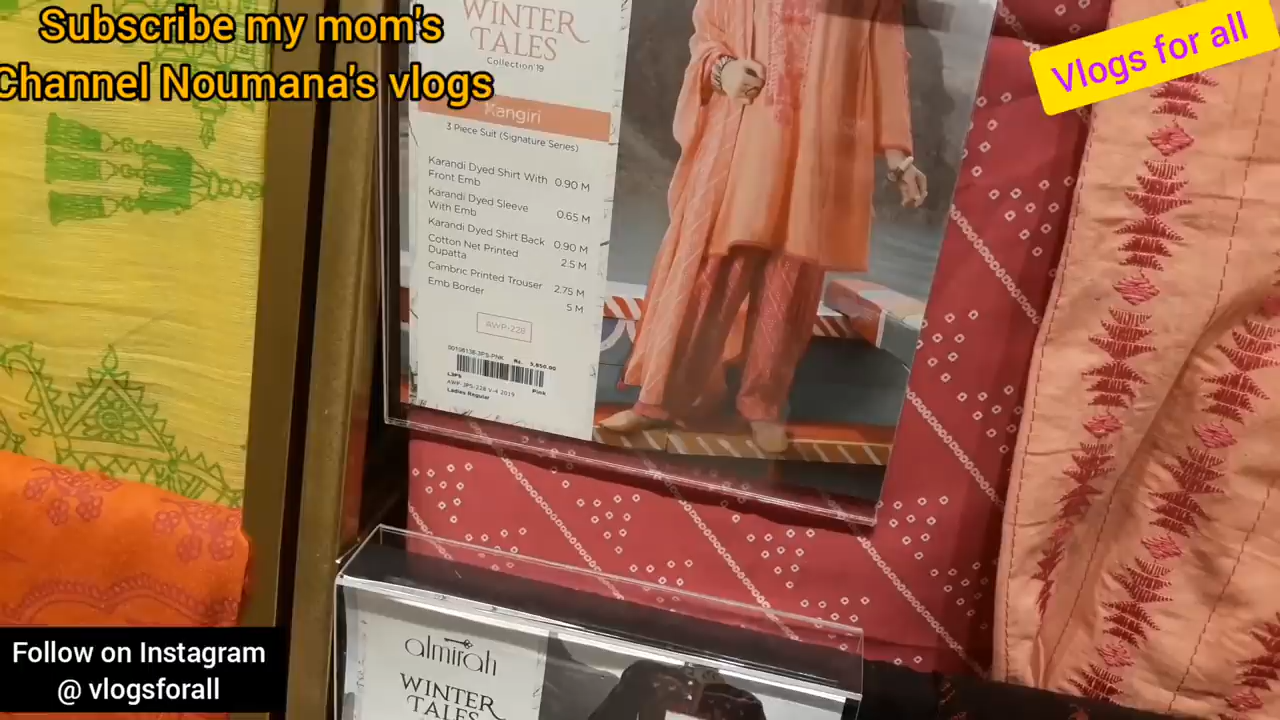 Subscribe my mom's
Channel Noumana's vlogs
Vlogs for all
WINTER
TALES
Collection'19
Kangiri
3 Piece Suit (Signature Series)
Karandi Dyed Shirt With
Front Emb 0.90 M
Karandi Dyed Sleeve
With Emb 0.65 M
Karandi Dyed Shirt Back 0.90 M
Cotton Net Printed
Dupatta 2.5 M
Cambric Printed Trouser 2.75 M
Emb Border 5 M
AWP-228
Pink
Ladies Regular
almirah
WINTER
TALES
Follow on Instagram
@ vlogsforall